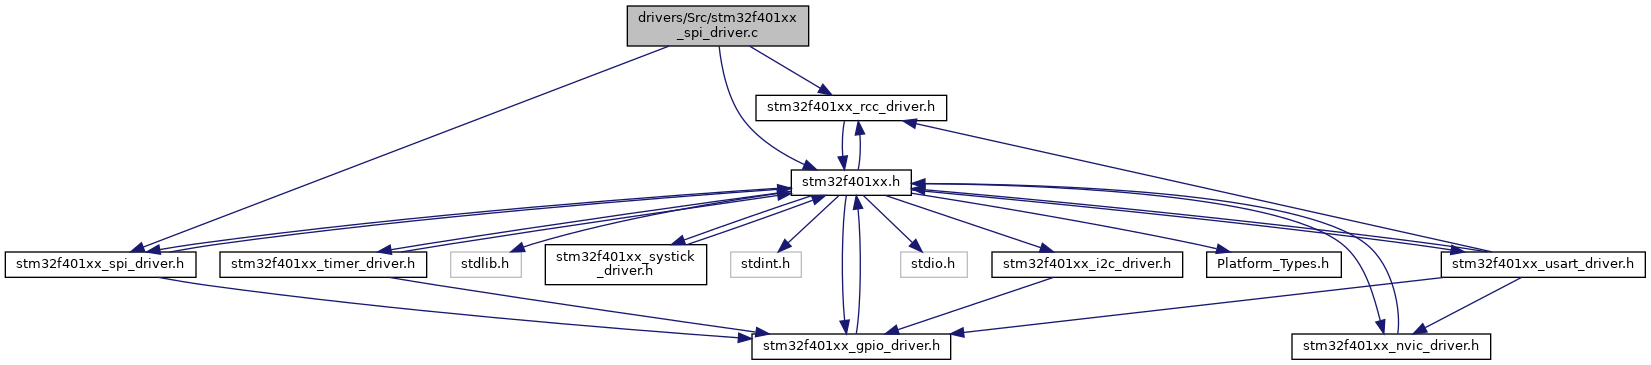 drivers/Src/stm32f401xx
_spi_driver.c
stm32f401xx_rcc_driver.h
stm32f401xx.h
stm32f401xx_spi_driver.h
stm32f401xx_timer_driver.h
stdlib.h
stm32f401xx_systick
_driver.h
stdint.h
stdio.h
stm32f401xx_i2c_driver.h
Platform_Types.h
stm32f401xx_usart_driver.h
stm32f401xx_gpio_driver.h
stm32f401xx_nvic_driver.h